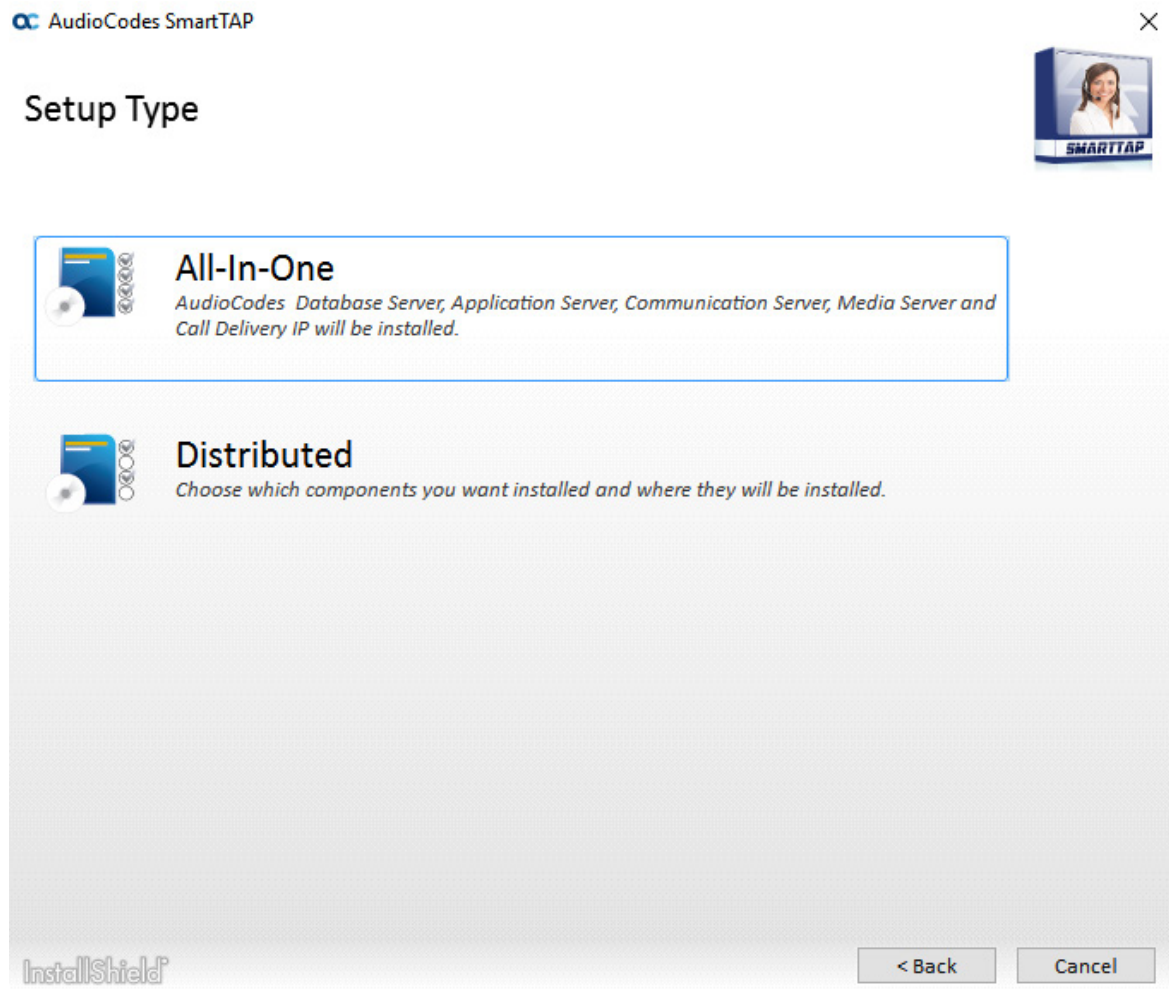 AudioCodes SmartTAP
Setup Type
SMARTTAP
All-In-One
AudioCodes  Database Server, Application Server, Communication Server, Media Server and
Call Delivery IP will be installed.
Distributed
Choose which components you want installed and where they will be installed.
InstallShield
< Back
Cancel